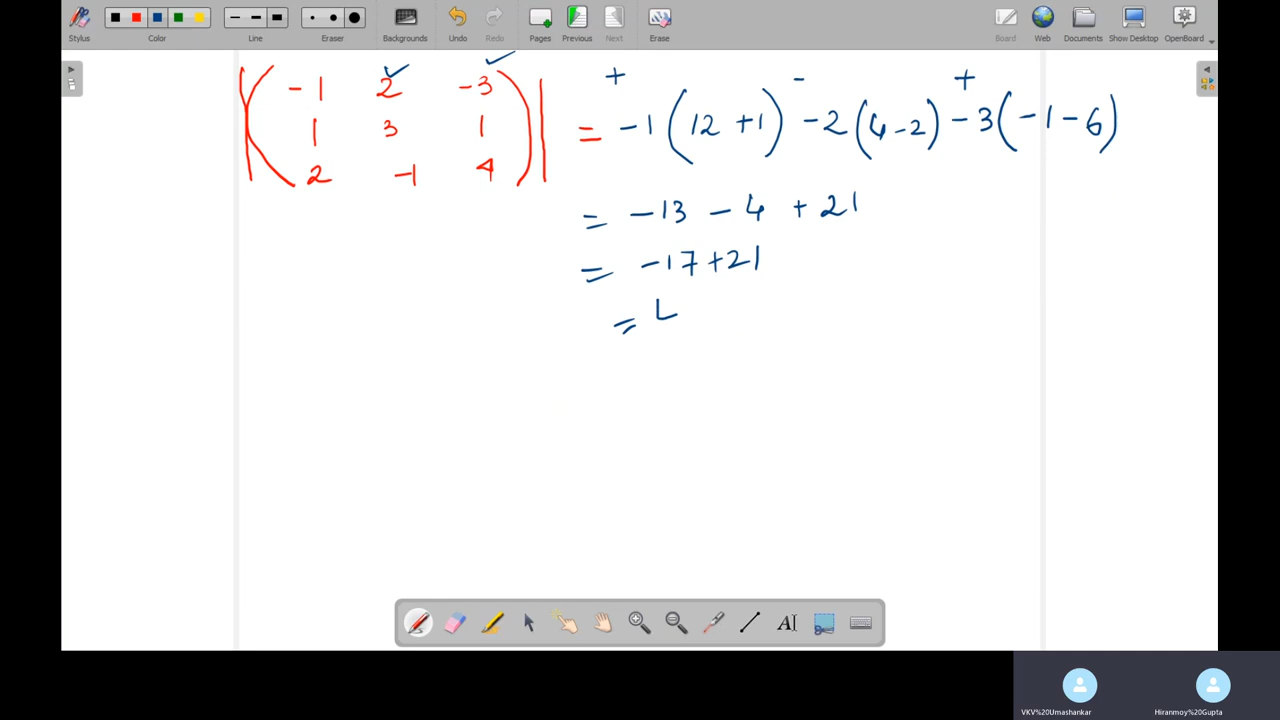 Stylus Color Line Eraser Backgrounds Undo Redo Pages Previous Next Erase Board Web Documents Show Desktop OpenBoard
+ - +
-1 2 -3 = -1 (12 +1) -2 (4-2) -3 (-1-6)
1 3 1
2 -1 4
= -13 - 4 + 21
= -17+21
=
VKV%20Umashankar Hiranmoy%20Gupta